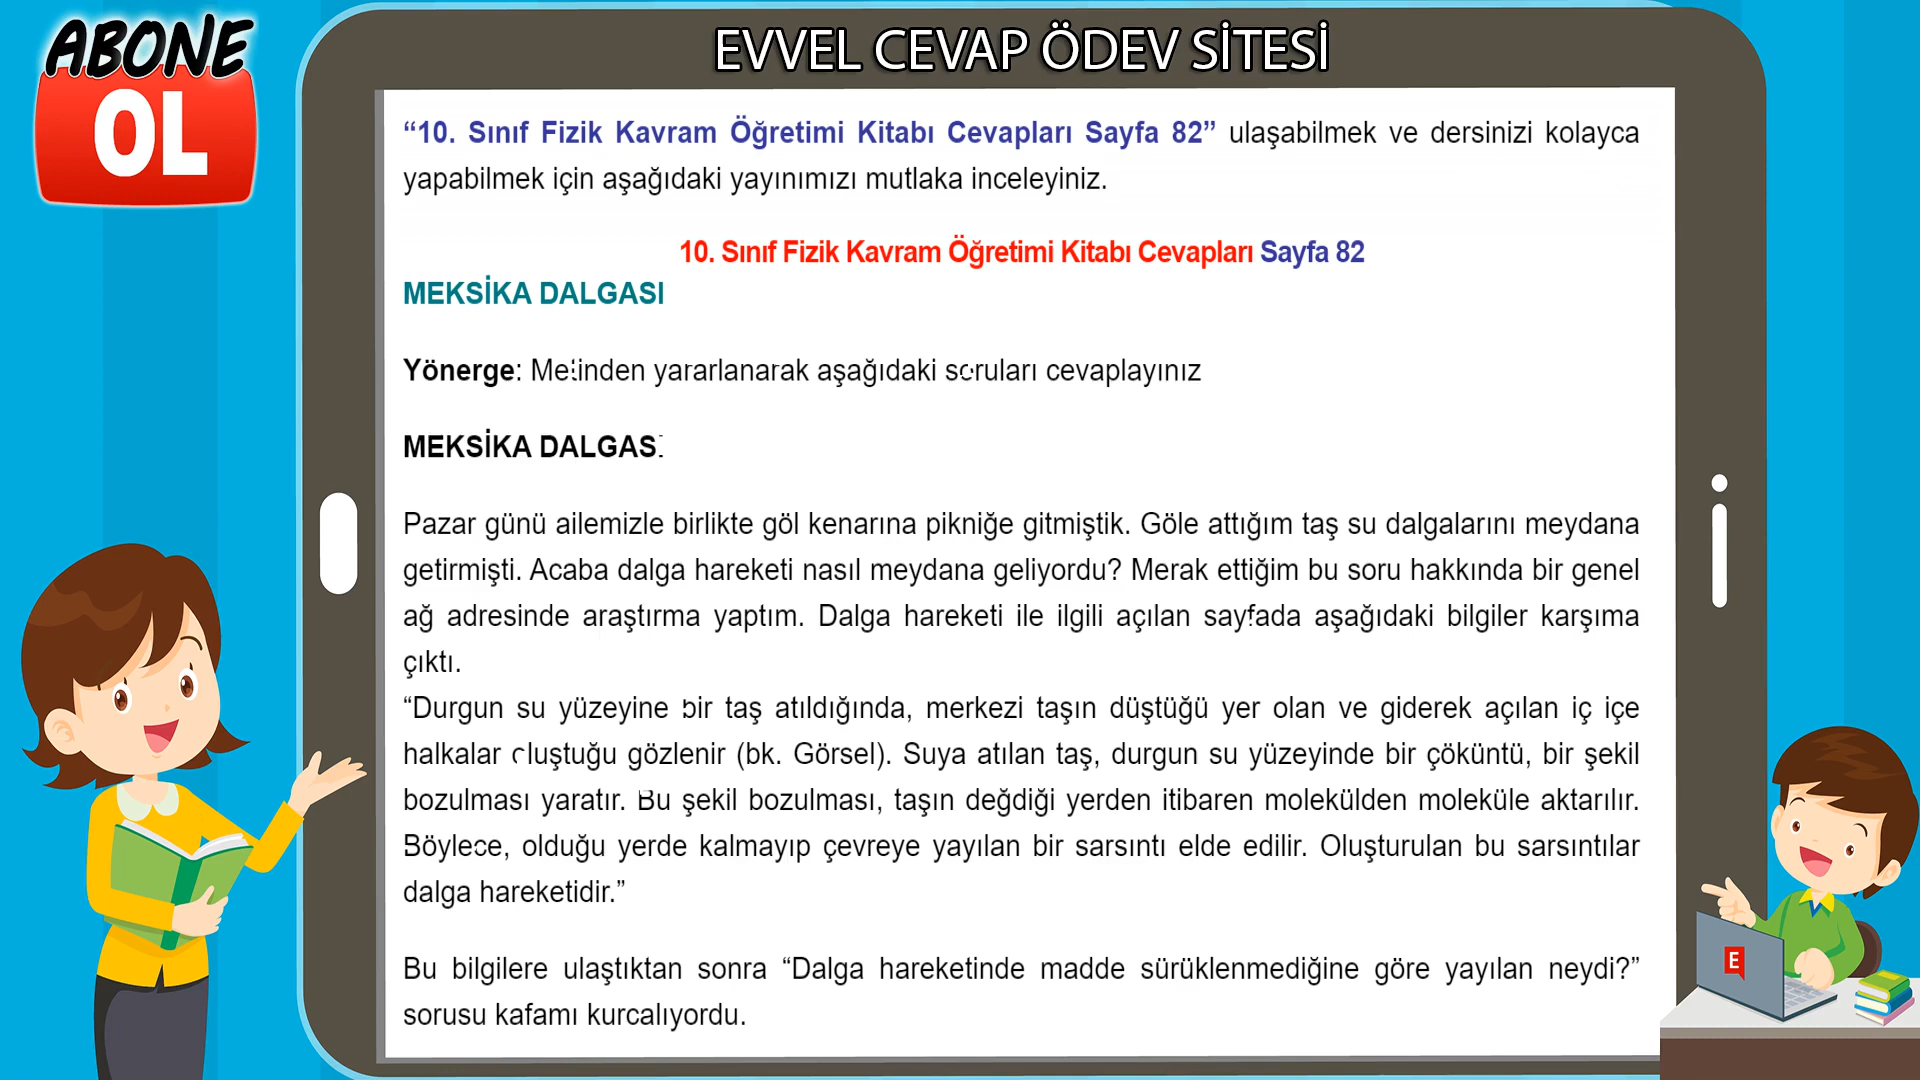 ABONE
OL
EVVEL CEVAP ÖDEV SİTESİ
“10. Sınıf Fizik Kavram Öğretimi Kitabı Cevapları Sayfa 82” ulaşabilmek ve dersinizi kolayca
yapabilmek için aşağıdaki yayınımızı mutlaka inceleyiniz.
10. Sınıf Fizik Kavram Öğretimi Kitabı Cevapları Sayfa 82
MEKSİKA DALGASI
Yönerge: Metinden yararlanarak aşağıdaki soruları cevaplayınız
MEKSİKA DALGASI
Pazar günü ailemizle birlikte göl kenarına pikniğe gitmiştik. Göle attığım taş su dalgalarını meydana
getirmişti. Acaba dalga hareketi nasıl meydana geliyordu? Merak ettiğim bu soru hakkında bir genel
ağ adresinde araştırma yaptım. Dalga hareketi ile ilgili açılan sayfada aşağıdaki bilgiler karşıma
çıktı.
“Durgun su yüzeyine bir taş atıldığında, merkezi taşın düştüğü yer olan ve giderek açılan iç içe
halkalar oluştuğu gözlenir (bk. Görsel). Suya atılan taş, durgun su yüzeyinde bir çöküntü, bir şekil
bozulması yaratır. Bu şekil bozulması, taşın değdiği yerden itibaren molekülden moleküle aktarılır.
Böylece, olduğu yerde kalmayıp çevreye yayılan bir sarsıntı elde edilir. Oluşturulan bu sarsıntılar
dalga hareketidir.”
Bu bilgilere ulaştıktan sonra “Dalga hareketinde madde sürüklenmediğine göre yayılan neydi?”
sorusu kafamı kurcalıyordu.
E